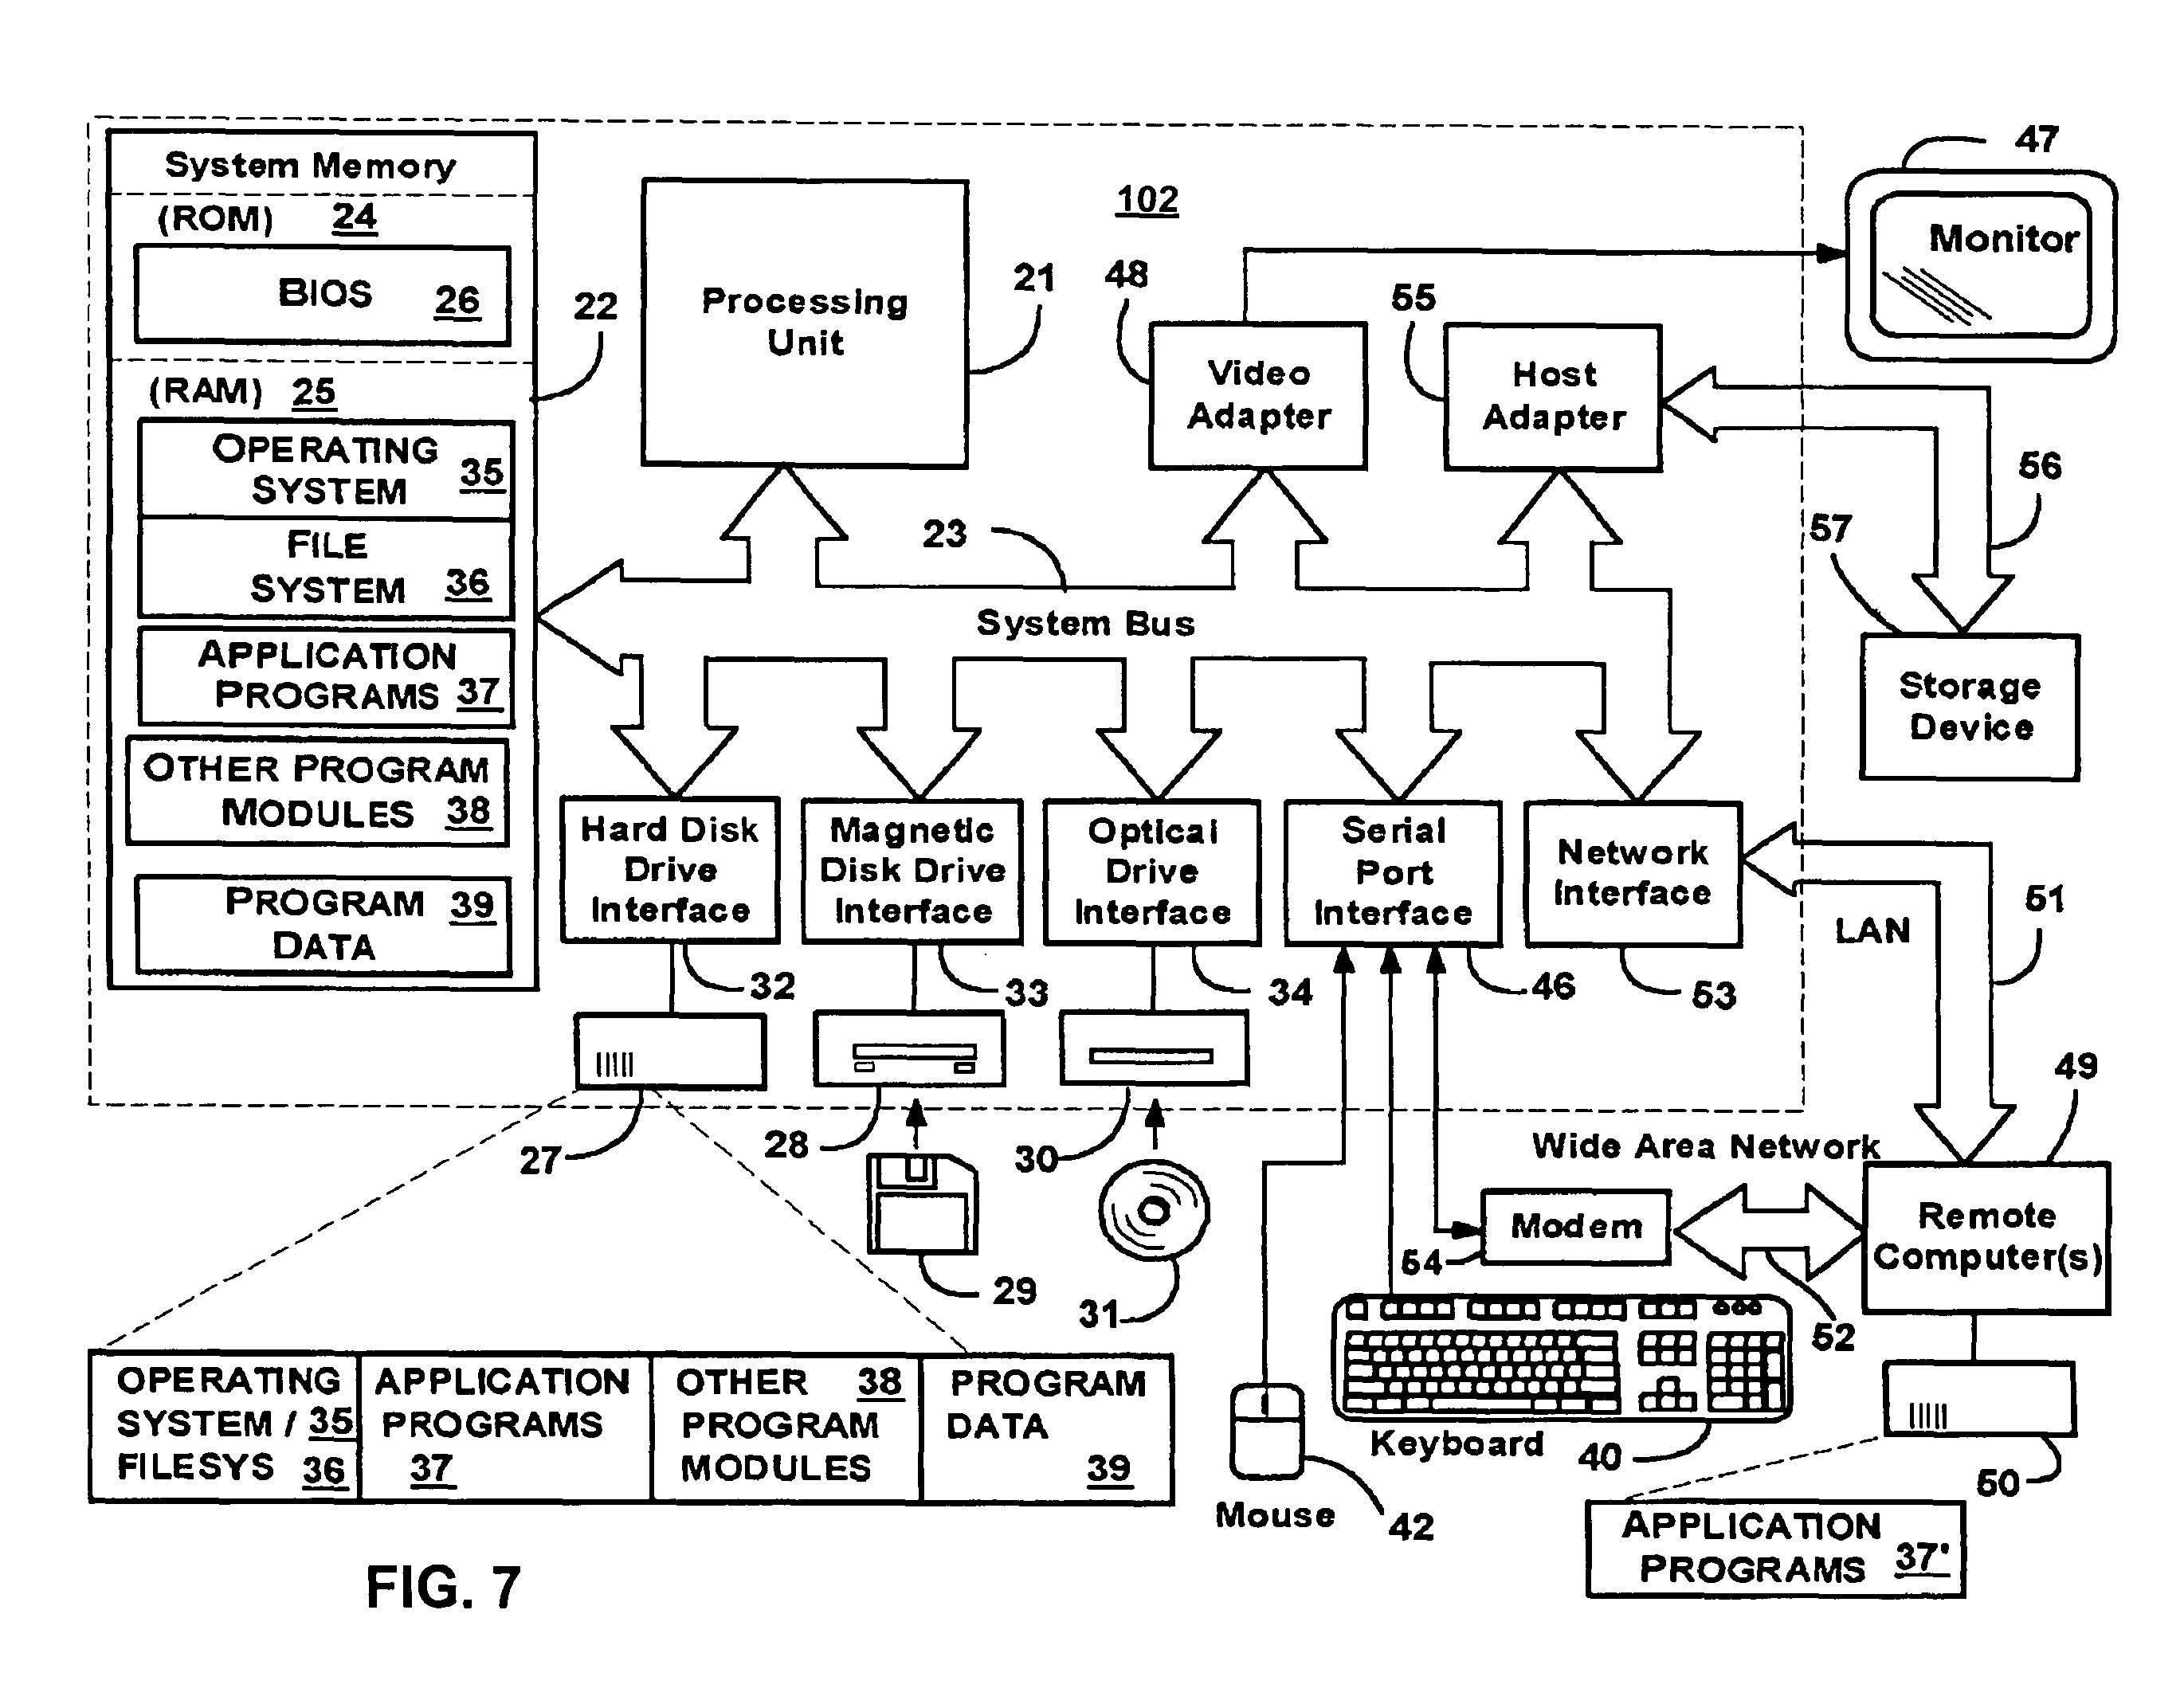 System Memory
(ROM) 24
BIOS 26
22
(RAM) 25
OPERATING
SYSTEM 35
FILE
SYSTEM 36
APPLICATION
PROGRAMS 37
OTHER PROGRAM
MODULES 38
PROGRAM 39
DATA
Processing
Unit
21
102
48
Video
Adapter
55
Host
Adapter
47
Monitor
56
57
Storage
Device
23
System Bus
Hard Disk
Drive
Interface
32
Magnetic
Disk Drive
Interface
33
Optical
Drive
Interface
34
Serial
Port
Interface
46
Network
Interface
53
LAN
51
49
27
28
30
29
31
Wide Area Network
Modem
54
52
Remote
Computer(s)
50
Keyboard
40
Mouse
42
OPERATING
SYSTEM / 35
FILESYS 36
APPLICATION
PROGRAMS
37
OTHER 38
PROGRAM
MODULES
PROGRAM
DATA
39
APPLICATION
PROGRAMS 37'
FIG. 7